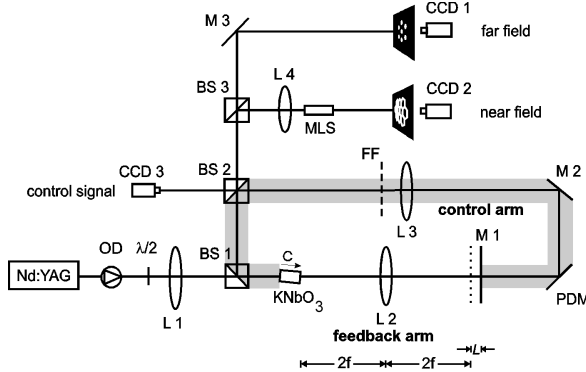 M 3
CCD 1
far field
BS 3
L 4
MLS
CCD 2
near field
CCD 3
control signal
BS 2
FF
L 3
M 2
control arm
M 1
Nd:YAG
OD
λ/2
L 1
BS 1
C
KNbO3
L 2
feedback arm
PDM
2f
2f
L